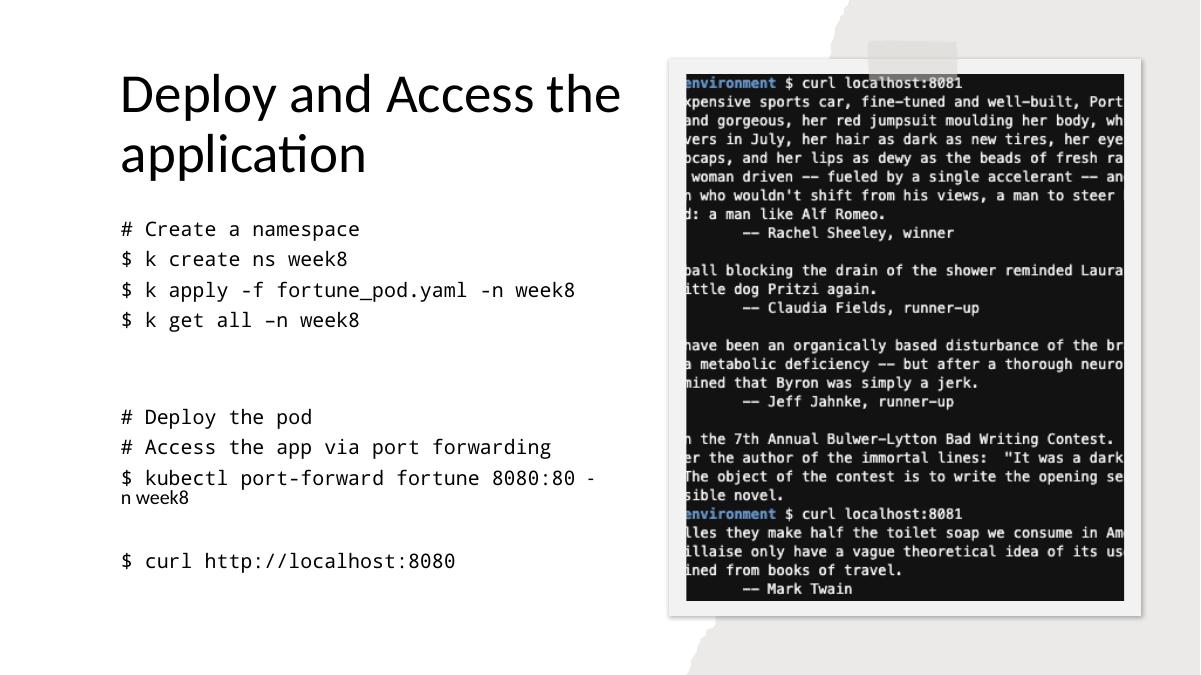 Deploy and Access the
application
# Create a namespace
$ k create ns week8
$ k apply -f fortune_pod.yaml -n week8
$ k get all –n week8
# Deploy the pod
# Access the app via port forwarding
$ kubectl port-forward fortune 8080:80 -
n week8
$ curl http://localhost:8080
environment $ curl localhost:8081
xpensive sports car, fine-tuned and well-built, Port
and gorgeous, her red jumpsuit moulding her body, wh
vers in July, her hair as dark as new tires, her eye
bcaps, and her lips as dewy as the beads of fresh ra
woman driven -- fueled by a single accelerant -- and
n who wouldn't shift from his views, a man to steer
d: a man like Alf Romeo.
-- Rachel Sheeley, winner
ball blocking the drain of the shower reminded Laura
ittle dog Pritzi again.
-- Claudia Fields, runner-up
have been an organically based disturbance of the br
a metabolic deficiency -- but after a thorough neuro
mined that Byron was simply a jerk.
-- Jeff Jahnke, runner-up
n the 7th Annual Bulwer-Lytton Bad Writing Contest.
er the author of the immortal lines:  "It was a dark
The object of the contest is to write the opening se
sible novel.
environment $ curl localhost:8081
lles they make half the toilet soap we consume in Am
illaise only have a vague theoretical idea of its us
ined from books of travel.
-- Mark Twain